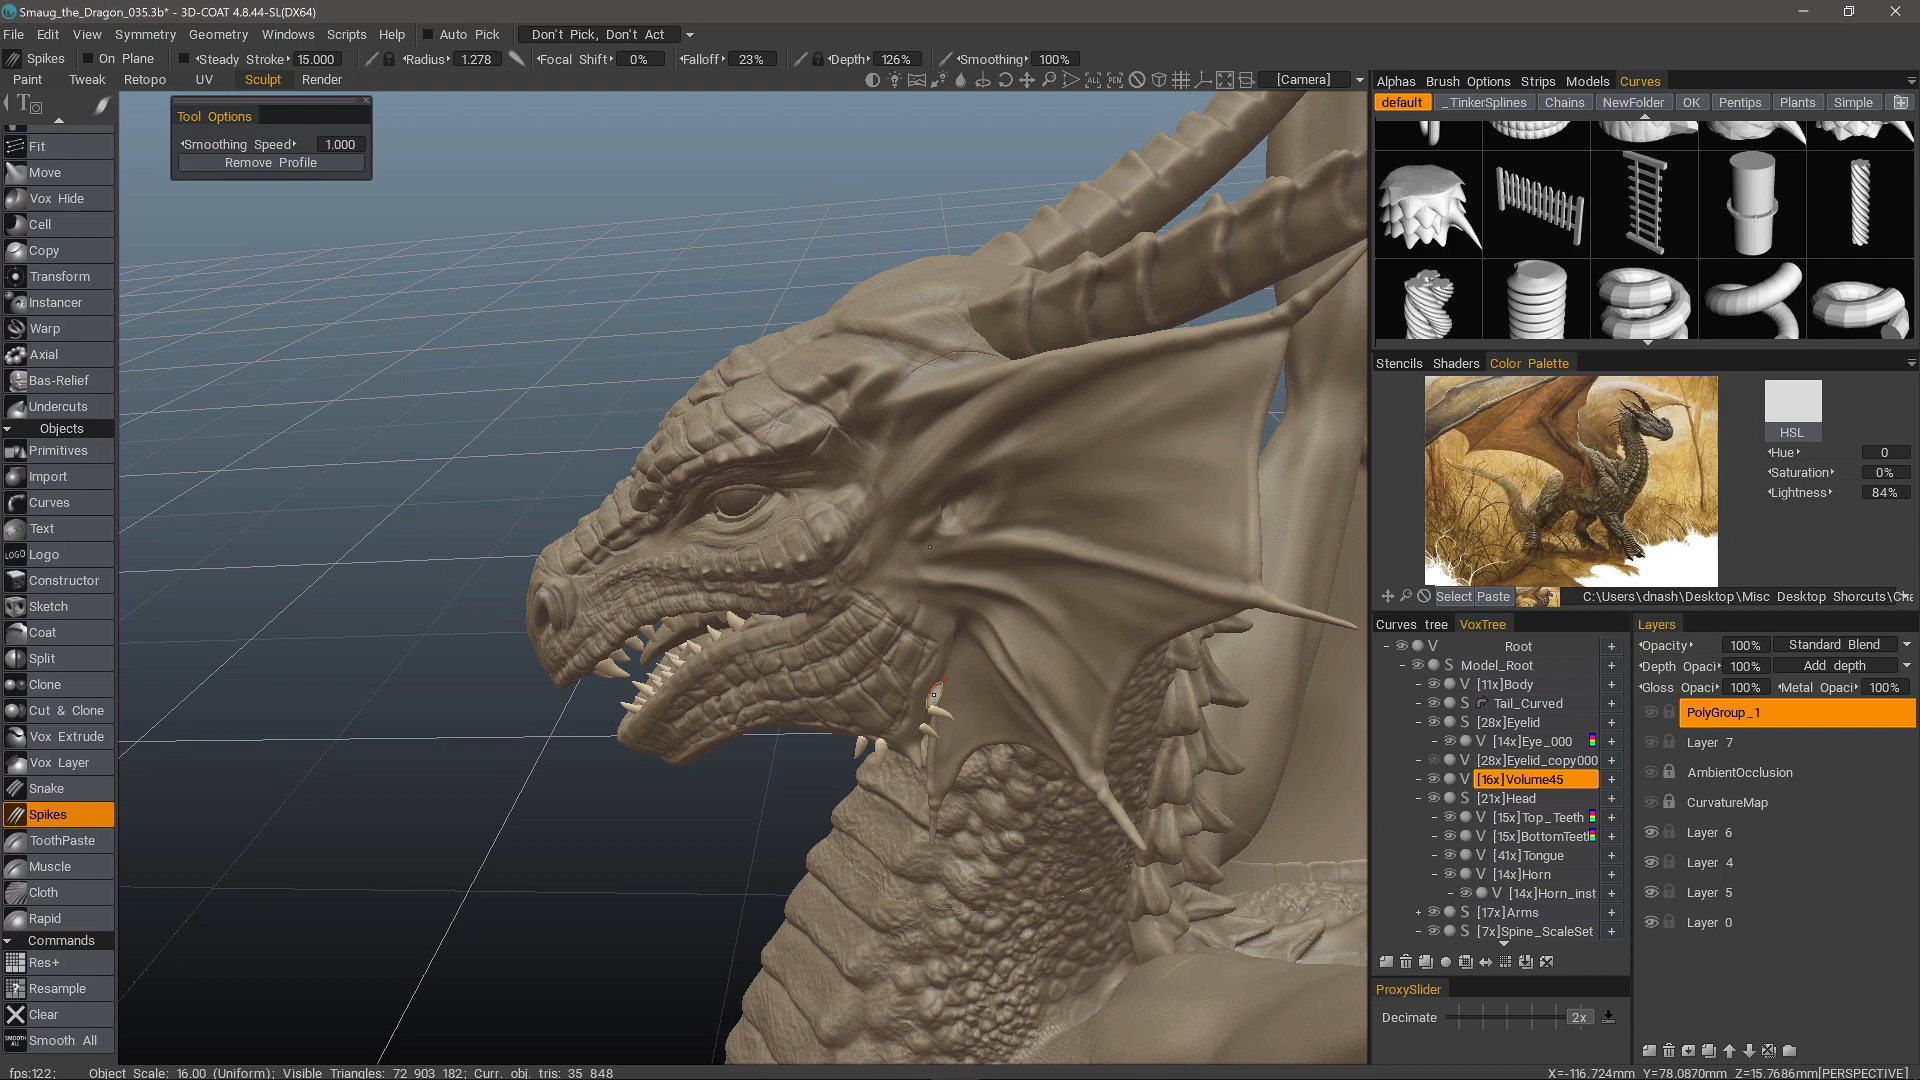 Smaug_the_Dragon_035.3b* - 3D-COAT 4.8.44-SL(DX64)
File Edit View Symmetry Geometry Windows Scripts Help Auto Pick Don't Pick, Don't Act
Spikes On Plane Steady Stroke 15.000 Radius 1.278 Focal Shift 0% Falloff 23% Depth 126% Smoothing 100%
Paint Tweak Retopo UV Sculpt Render [Camera]
Tool Options
Smoothing Speed 1.000
Remove Profile
Fit
Move
Vox Hide
Cell
Copy
Transform
Instancer
Warp
Axial
Bas-Relief
Undercuts
Objects
Primitives
Import
Curves
Text
LOGO Logo
Constructor
Sketch
Coat
Split
Clone
Cut & Clone
Vox Extrude
Vox Layer
Snake
Spikes
ToothPaste
Muscle
Cloth
Rapid
Commands
Res+
Resample
Clear
SMOOTH ALL Smooth All
Alphas Brush Options Strips Models Curves
default _TinkerSplines Chains NewFolder OK Pentips Plants Simple
Stencils Shaders Color Palette
HSL
Hue 0
Saturation 0%
Lightness 84%
Select Paste C:\Users\dnash\Desktop\Misc Desktop Shorcuts\
Curves tree VoxTree
V Root +
S Model_Root +
V [11x]Body +
S Tail_Curved +
S [28x]Eyelid +
V [14x]Eye_000 +
V [28x]Eyelid_copy000
V [16x]Volume45 +
S [21x]Head +
V [15x]Top_Teeth +
V [15x]BottomTeet +
V [41x]Tongue +
V [14x]Horn +
V [14x]Horn_inst +
S [17x]Arms +
S [7x]Spine_ScaleSet +
ProxySlider
Decimate 2x
Layers
Opacity 100% Standard Blend
Depth Opaci 100% Add depth
Gloss Opaci 100% Metal Opaci 100%
PolyGroup_1
Layer 7
AmbientOcclusion
CurvatureMap
Layer 6
Layer 4
Layer 5
Layer 0
fps:122; Object Scale: 16.00 (Uniform); Visible Triangles: 72 903 182; Curr. obj. tris: 35 848
X=-116.724mm Y=78.0870mm Z=15.7686mm[PERSPECTIVE]